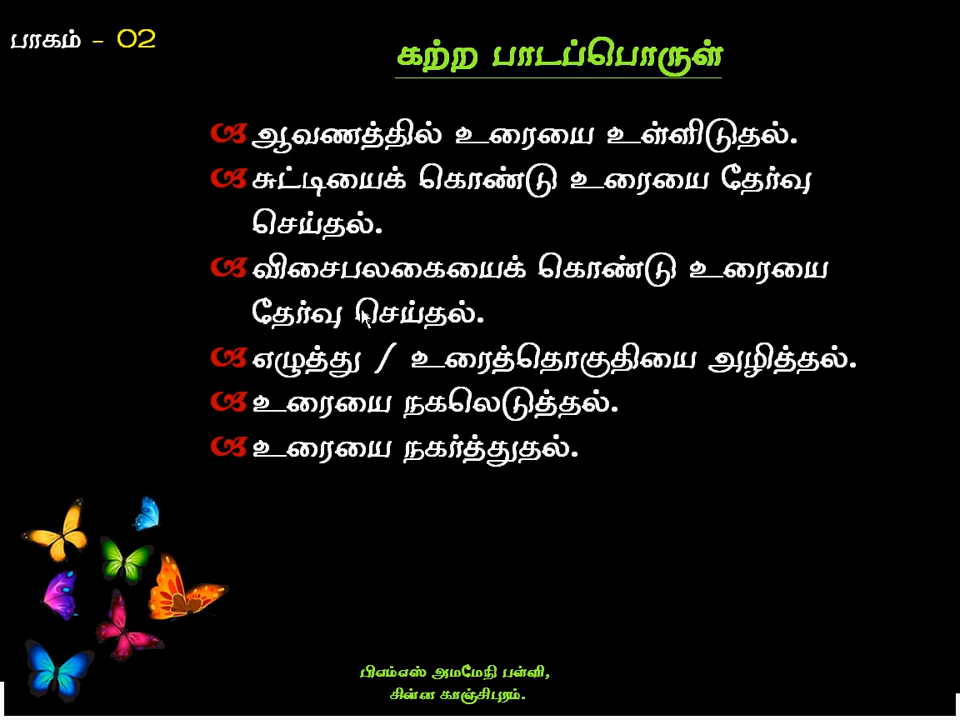 பாகம் - 02
கற்ற பாடப்பொருள்
ஆவணத்தில் உரையை உள்ளிடுதல்.
சுட்டியைக் கொண்டு உரையை தேர்வு
செய்தல்.
விசைபலகையைக் கொண்டு உரையை
தேர்வு செய்தல்.
எழுத்து / உரைத்தொகுதியை அழித்தல்.
உரையை நகலெடுத்தல்.
உரையை நகர்த்துதல்.
பிஎம்எஸ் அமமேநி பள்ளி,
சின்ன காஞ்சிபுரம்.